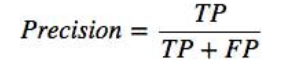 Precision = TP / TP + FP